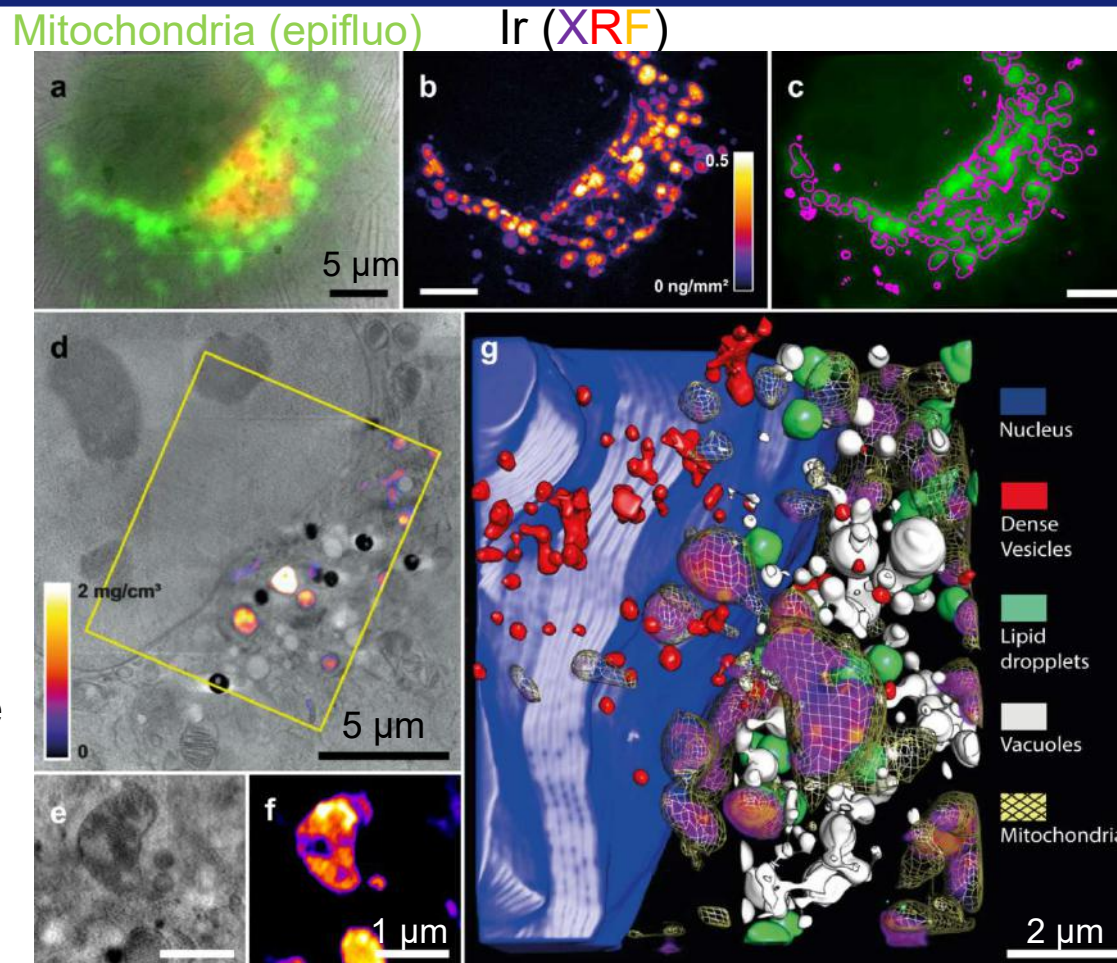 Mitochondria (epifluo)
Ir (XRF)
a
5 µm
b
0.5
0 ng/mm²
c
d
2 mg/cm³
0
5 µm
e
f
1 µm
g
Nucleus
Dense
Vesicles
Lipid
dropplets
Vacuoles
Mitochondria
2 µm
e